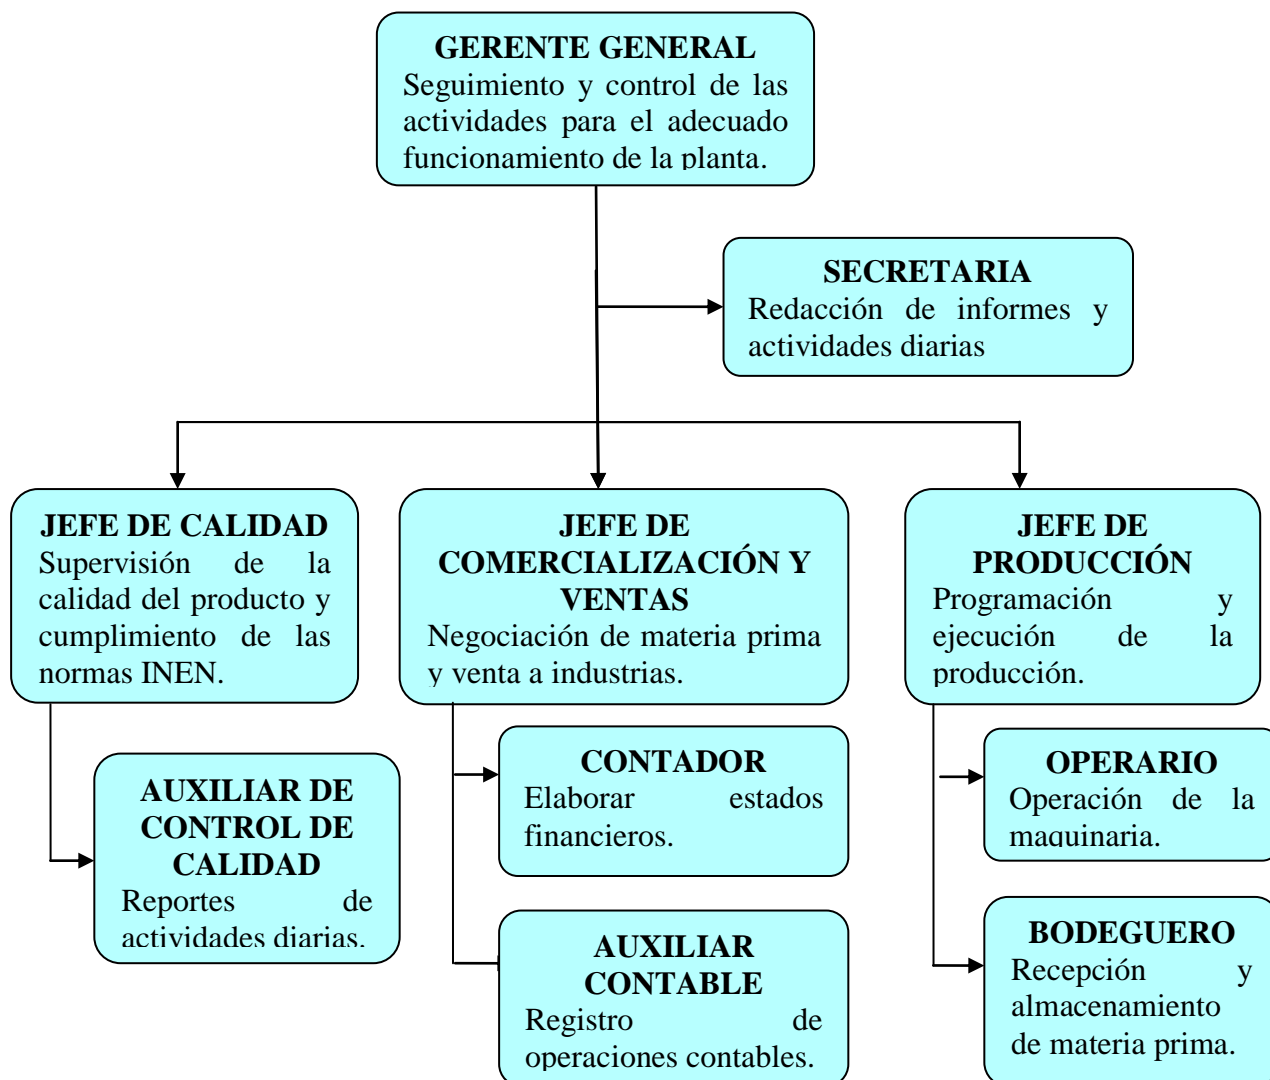 GERENTE GENERAL
Seguimiento y control de las
actividades para el adecuado
funcionamiento de la planta.
SECRETARIA
Redacción de informes y
actividades diarias
JEFE DE CALIDAD
Supervisión de la
calidad del producto y
cumplimiento de las
normas INEN.
JEFE DE
COMERCIALIZACIÓN Y
VENTAS
Negociación de materia prima
y venta a industrias.
JEFE DE
PRODUCCIÓN
Programación y
ejecución de la
producción.
AUXILIAR DE
CONTROL DE
CALIDAD
Reportes de
actividades diarias.
CONTADOR
Elaborar estados
financieros.
AUXILIAR
CONTABLE
Registro de
operaciones contables.
OPERARIO
Operación de la
maquinaria.
BODEGUERO
Recepción y
almacenamiento
de materia prima.